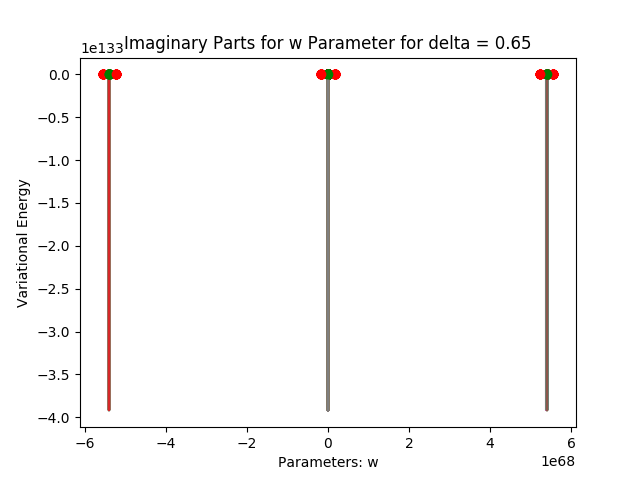 1e133
Imaginary Parts for w Parameter for delta = 0.65
0.0
−0.5
−1.0
−1.5
−2.0
−2.5
−3.0
−3.5
−4.0
Variational Energy
−6 −4 −2 0 2 4 6
1e68
Parameters: w